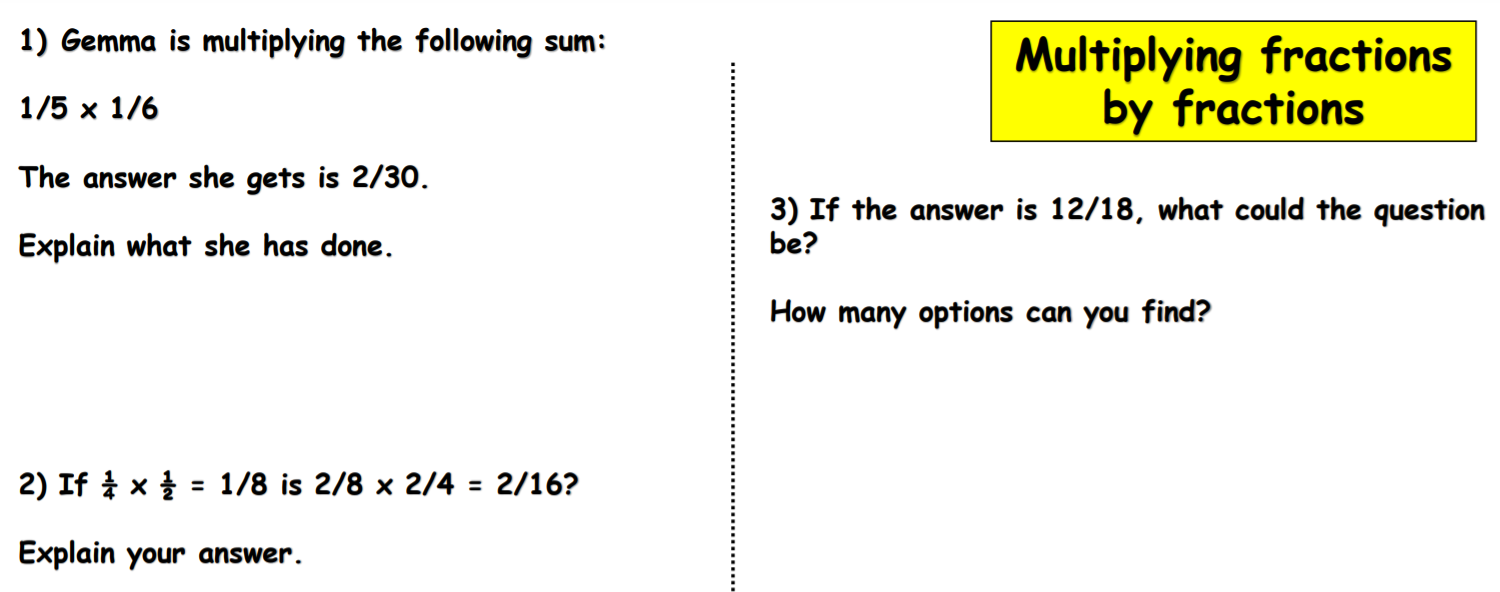 1) Gemma is multiplying the following sum:
1/5 x 1/6
The answer she gets is 2/30.
Explain what she has done.
2) If ¼ x ½ = 1/8 is 2/8 x 2/4 = 2/16?
Explain your answer.
Multiplying fractions
by fractions
3) If the answer is 12/18, what could the question
be?
How many options can you find?